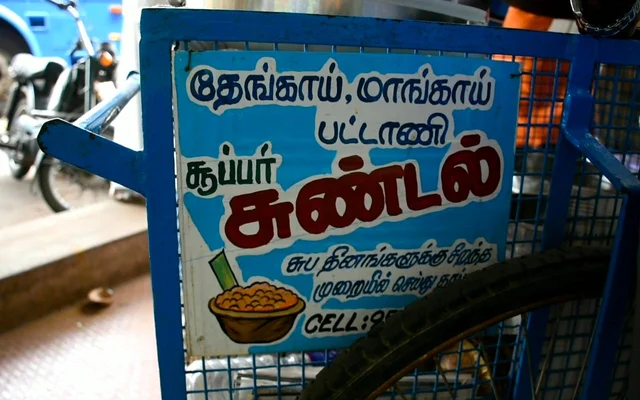 தேங்காய், மாங்காய்
பட்டாணி
சூப்பர்
சுண்டல்
சுப தினங்களுக்கு சிறந்த
முறையில் செய்து
CELL: